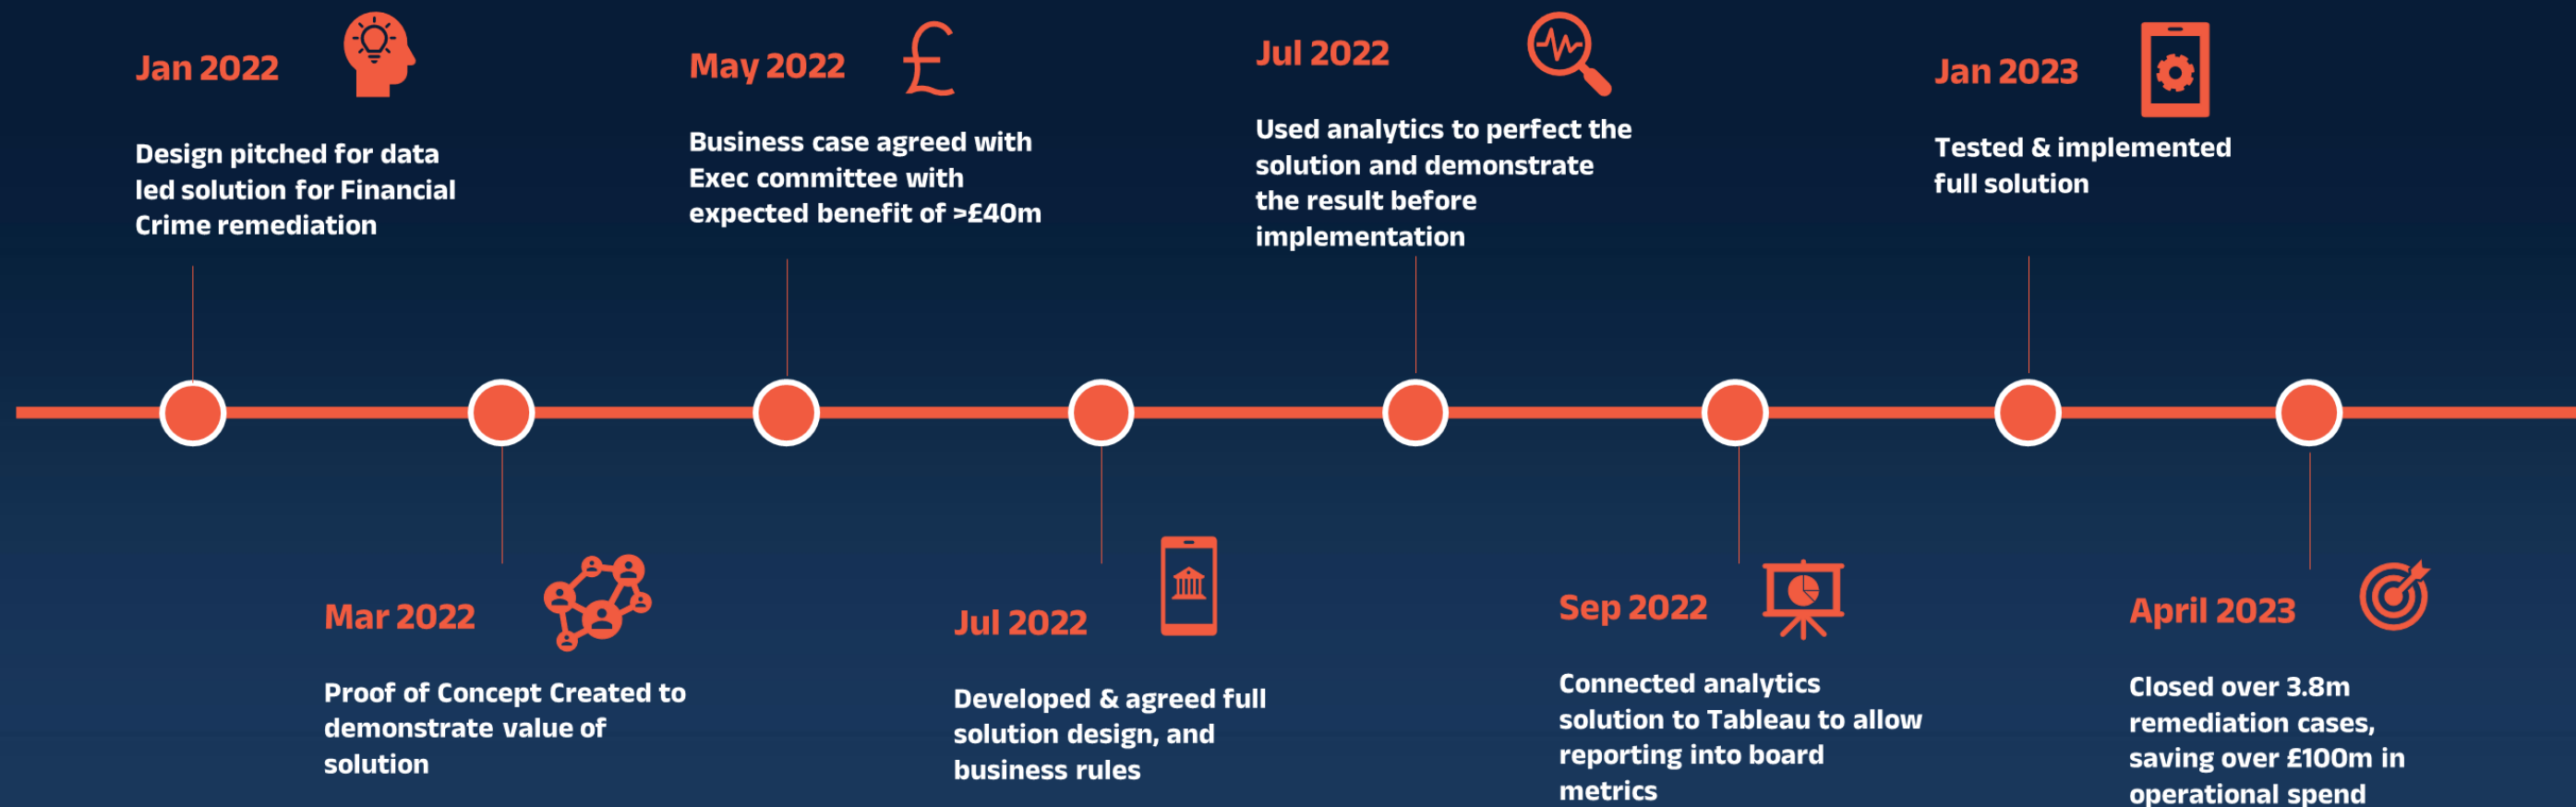 Jan 2022
Design pitched for data
led solution for Financial
Crime remediation
Mar 2022
Proof of Concept Created to
demonstrate value of
solution
May 2022
£
Business case agreed with
Exec committee with
expected benefit of >£40m
Jul 2022
Developed & agreed full
solution design, and
business rules
Jul 2022
Used analytics to perfect the
solution and demonstrate
the result before
implementation
Sep 2022
Connected analytics
solution to Tableau to allow
reporting into board
metrics
Jan 2023
Tested & implemented
full solution
April 2023
Closed over 3.8m
remediation cases,
saving over £100m in
operational spend